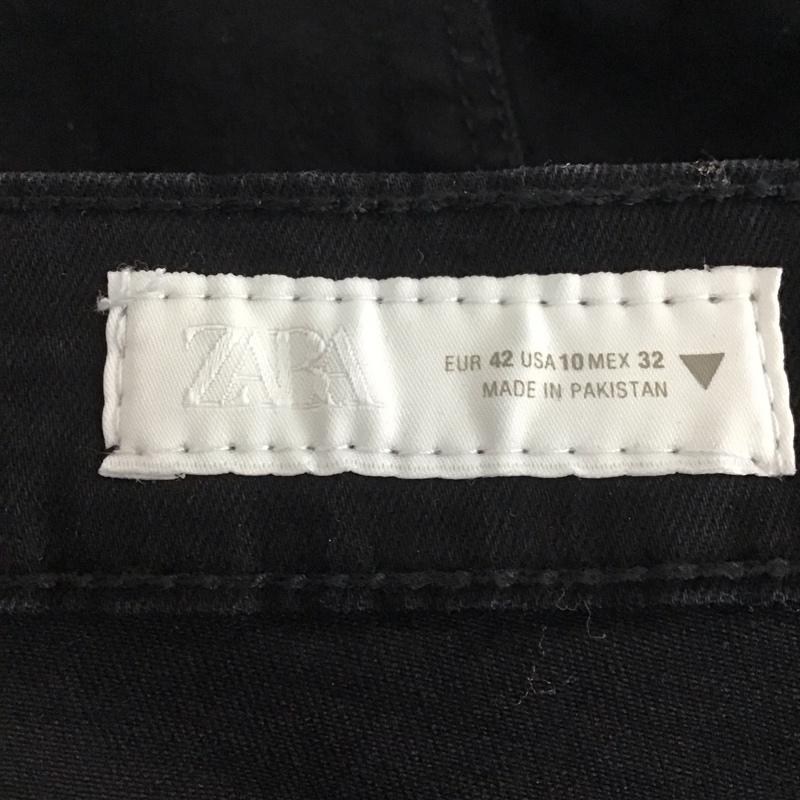 ZARA
EUR 42 USA 10 MEX 32
MADE IN PAKISTAN